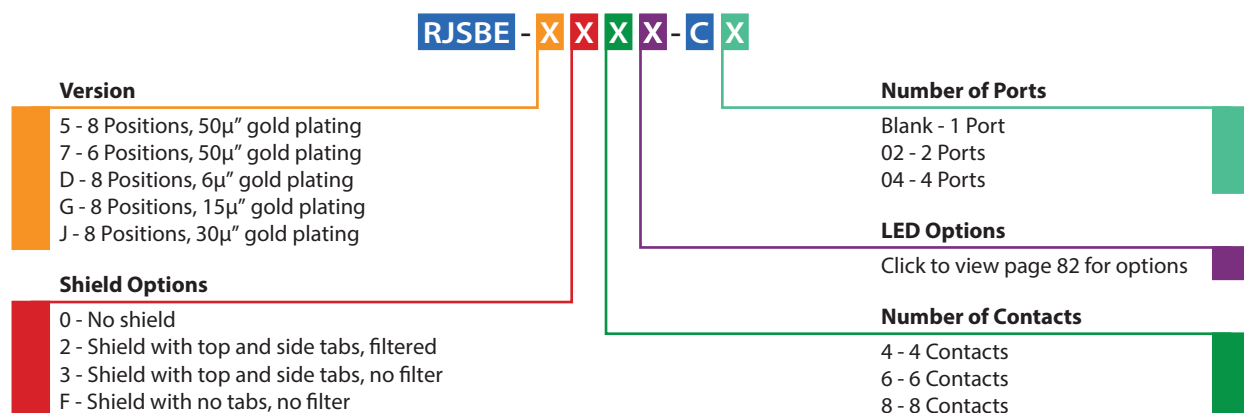 RJSBE - X X X X - C X
Version
5 - 8 Positions, 50µ” gold plating
7 - 6 Positions, 50µ” gold plating
D - 8 Positions, 6µ” gold plating
G - 8 Positions, 15µ” gold plating
J - 8 Positions, 30µ” gold plating
Shield Options
0 - No shield
2 - Shield with top and side tabs, filtered
3 - Shield with top and side tabs, no filter
F - Shield with no tabs, no filter
Number of Ports
Blank - 1 Port
02 - 2 Ports
04 - 4 Ports
LED Options
Click to view page 82 for options
Number of Contacts
4 - 4 Contacts
6 - 6 Contacts
8 - 8 Contacts